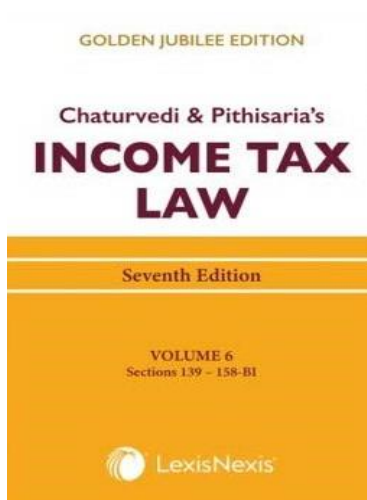 GOLDEN JUBILEE EDITION
Chaturvedi & Pithisaria's
INCOME TAX
LAW
Seventh Edition
VOLUME 6
Sections 139 – 158-BI
LexisNexis®